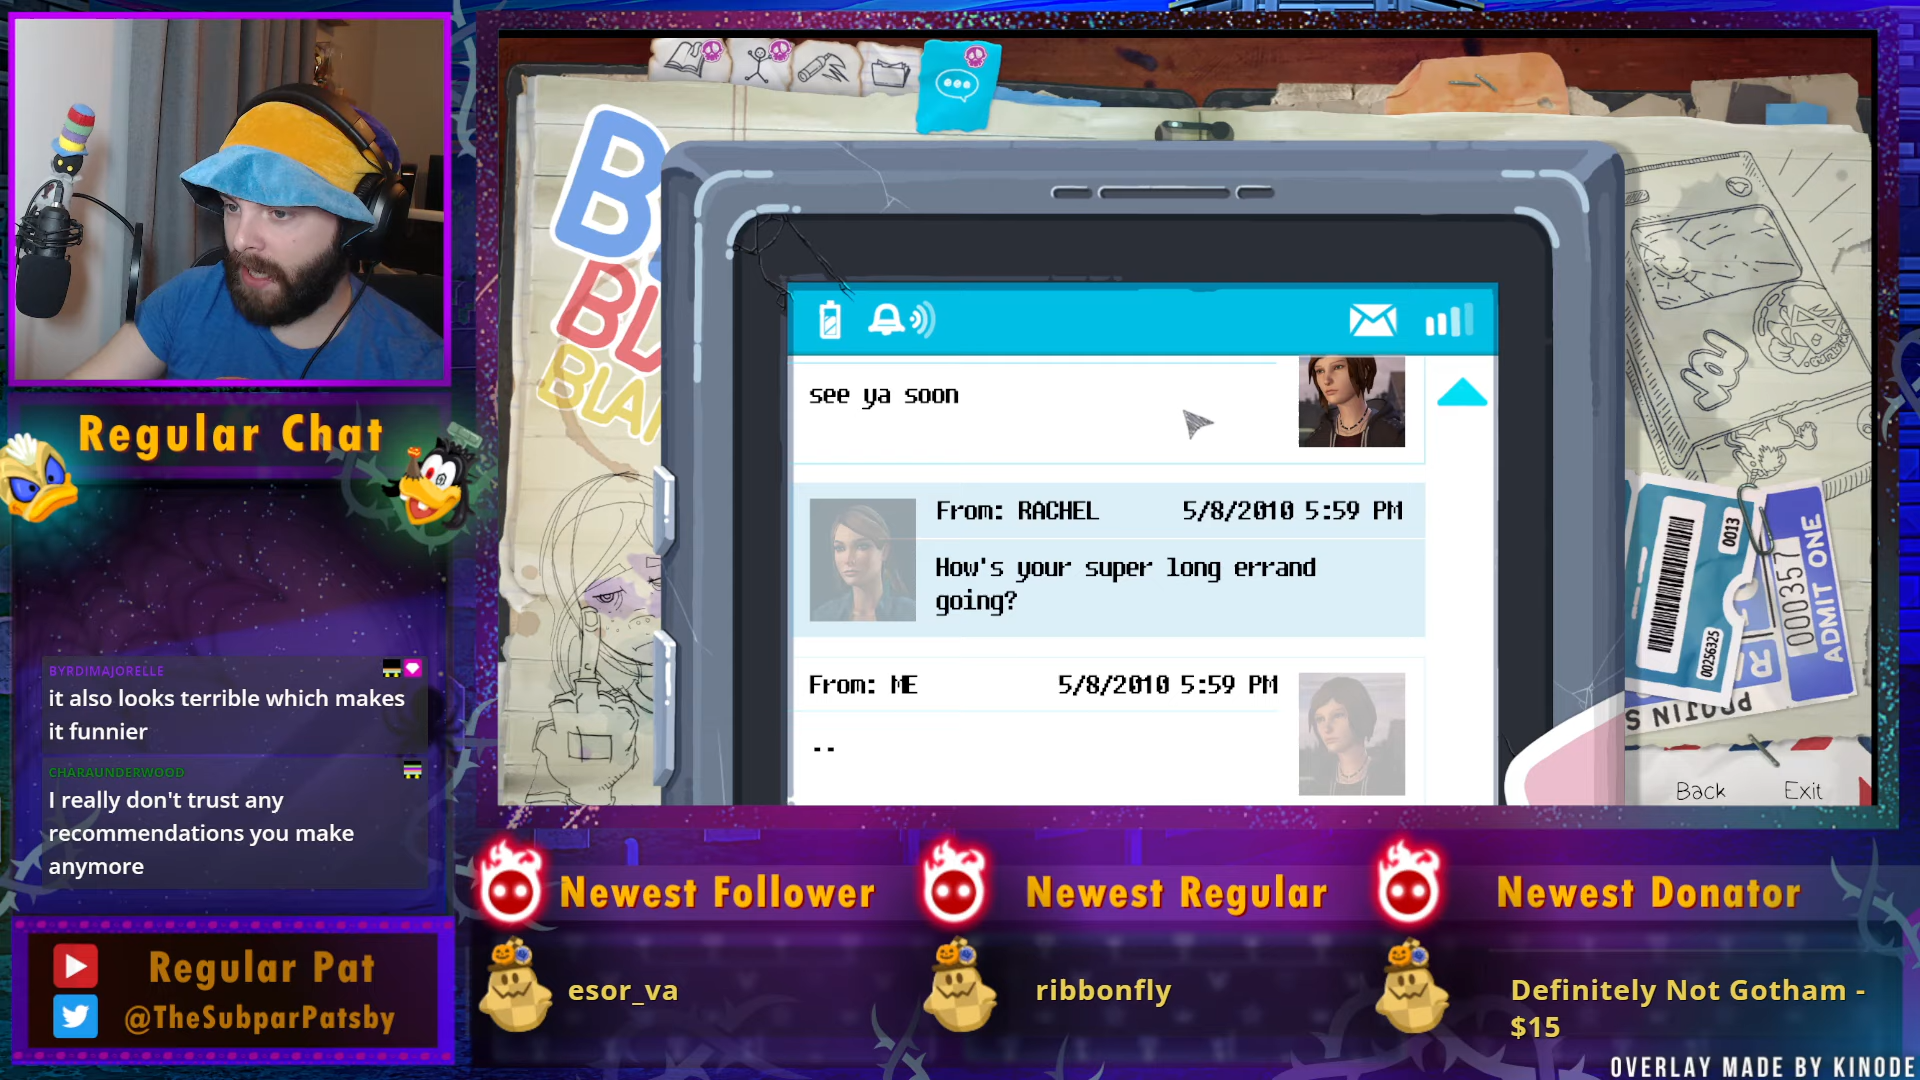 Regular Chat
BYRDIMAJORELLE
it also looks terrible which makes
it funnier
CHARAUNDERWOOD
I really don't trust any
recommendations you make
anymore
Regular Pat
@TheSubparPatsby
see ya soon
From: RACHEL 5/8/2010 5:59 PM
How's your super long errand
going?
From: ME 5/8/2010 5:59 PM
..
0013
00256325
000357
ADMIT ONE
Back Exit
Newest Follower
esor_va
Newest Regular
ribbonfly
Newest Donator
Definitely Not Gotham -
$15
OVERLAY MADE BY KINODE